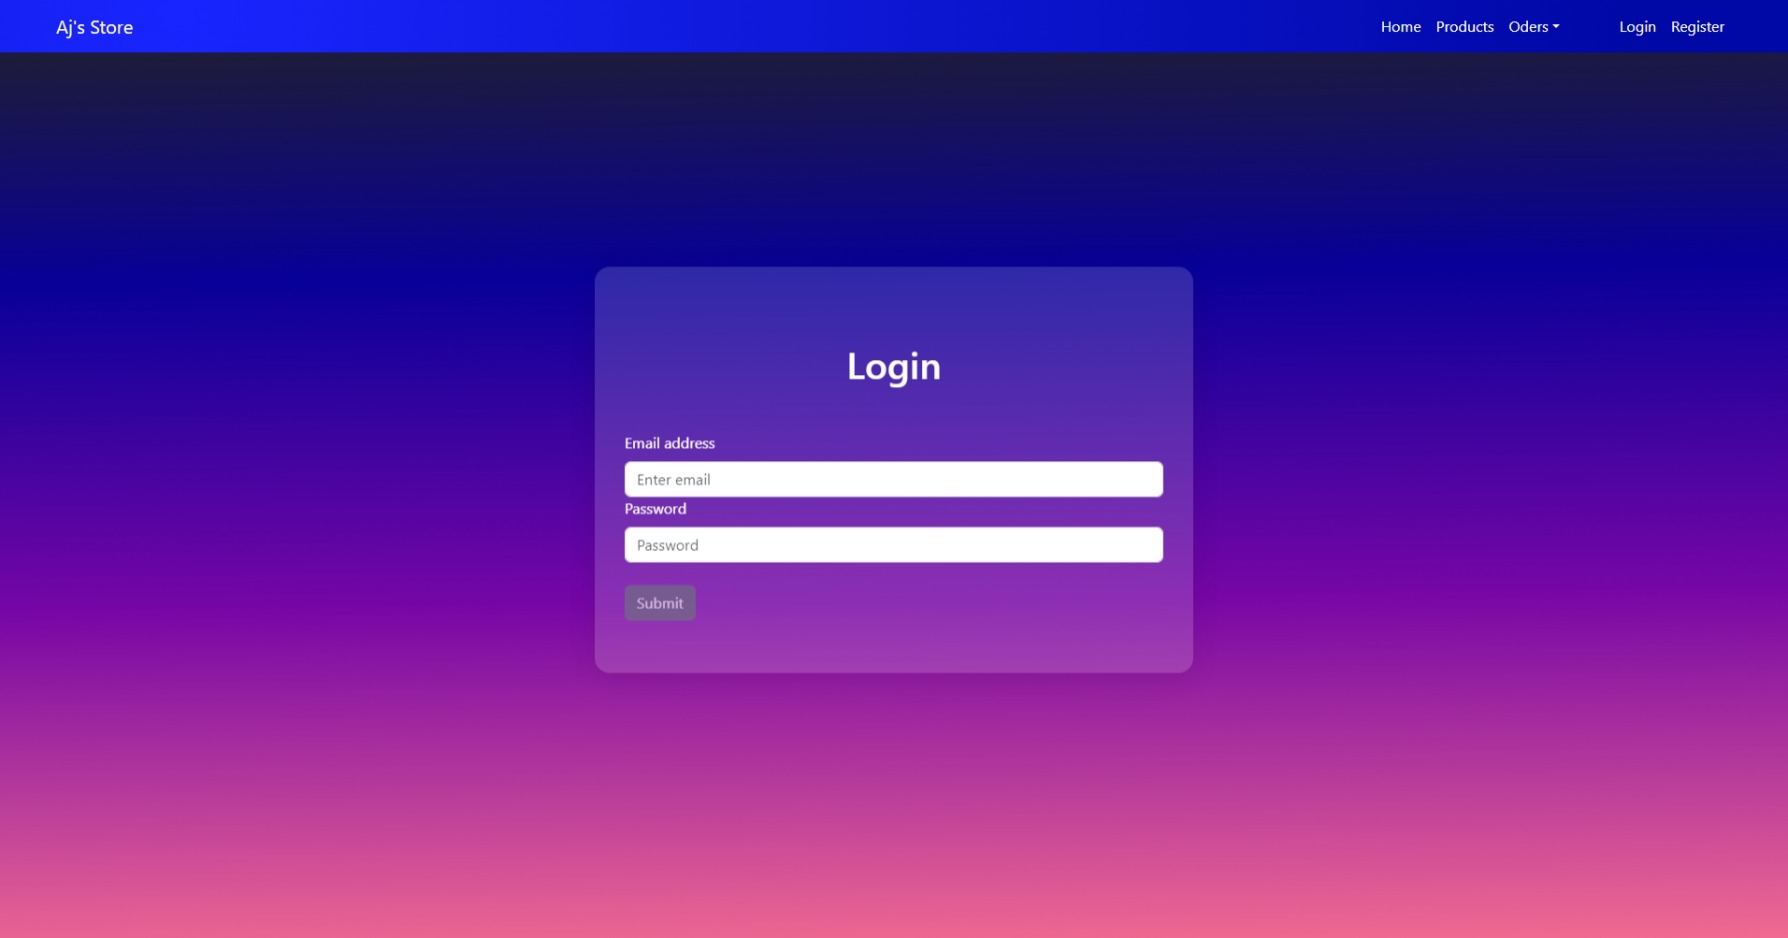 Aj's Store
Home Products Oders Login Register
Login
Email address
Enter email
Password
Password
Submit